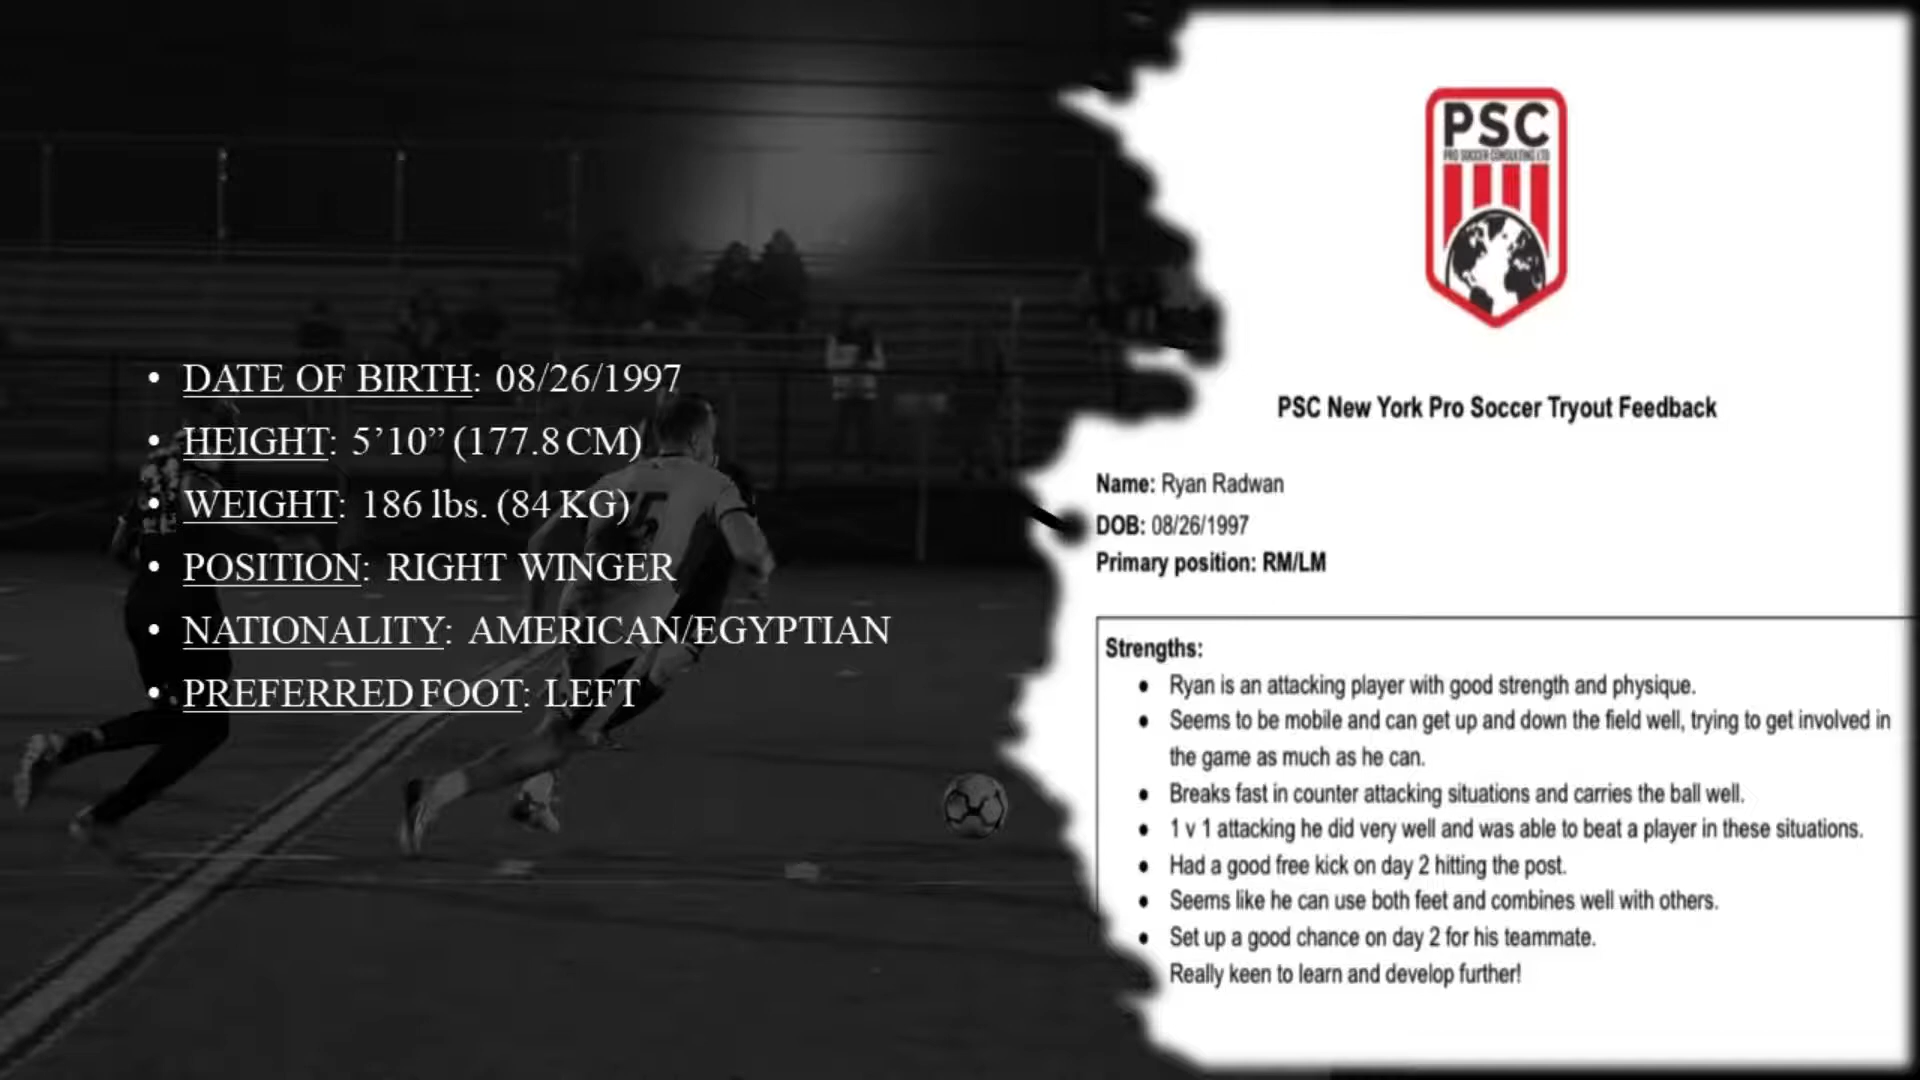 • DATE OF BIRTH: 08/26/1997
• HEIGHT: 5’10” (177.8 CM)
• WEIGHT: 186 lbs. (84 KG)
• POSITION: RIGHT WINGER
• NATIONALITY: AMERICAN/EGYPTIAN
• PREFERRED FOOT: LEFT
PSC
PRO SOCCER CONSULTING LTD
PSC New York Pro Soccer Tryout Feedback
Name: Ryan Radwan
DOB: 08/26/1997
Primary position: RM/LM
Strengths:
• Ryan is an attacking player with good strength and physique.
• Seems to be mobile and can get up and down the field well, trying to get involved in
the game as much as he can.
• Breaks fast in counter attacking situations and carries the ball well.
• 1 v 1 attacking he did very well and was able to beat a player in these situations.
• Had a good free kick on day 2 hitting the post.
• Seems like he can use both feet and combines well with others.
• Set up a good chance on day 2 for his teammate.
Really keen to learn and develop further!